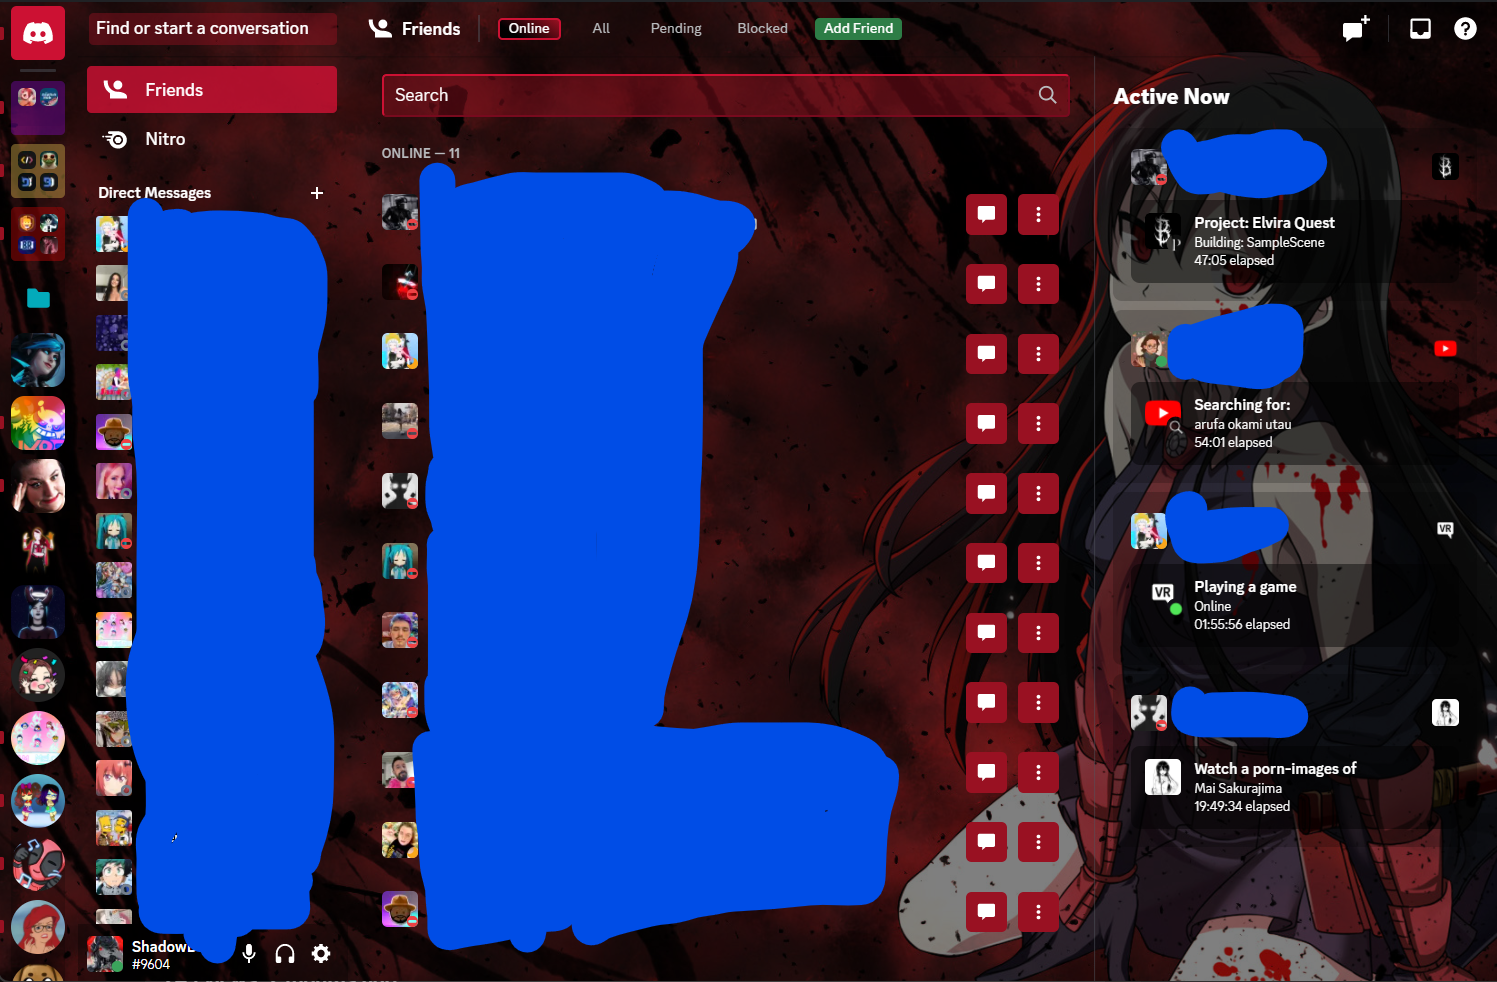 Find or start a conversation
Friends
Online
All
Pending
Blocked
Add Friend
Friends
Nitro
Direct Messages
Search
ONLINE — 11
#9604
Active Now
Project: Elvira Quest
Building: SampleScene
47:05 elapsed
Searching for:
arufa okami utau
54:01 elapsed
VR
VR
Playing a game
Online
01:55:56 elapsed
Watch a porn-images of
Mai Sakurajima
19:49:34 elapsed